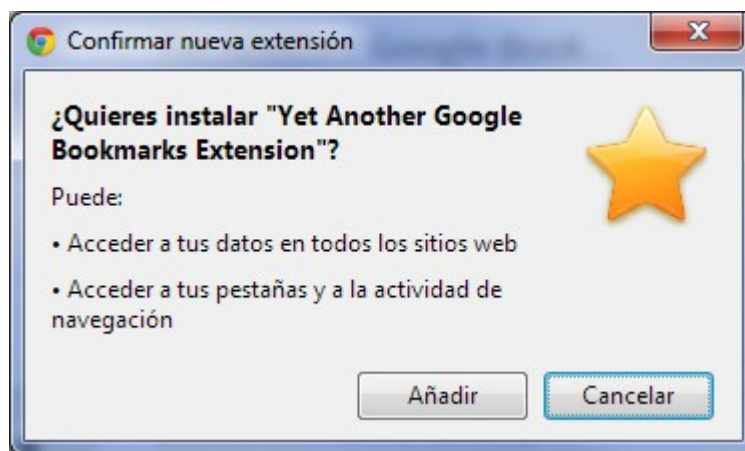 Confirmar nueva extensión
¿Quieres instalar "Yet Another Google
Bookmarks Extension"?
Puede:
• Acceder a tus datos en todos los sitios web
• Acceder a tus pestañas y a la actividad de
navegación
Añadir
Cancelar